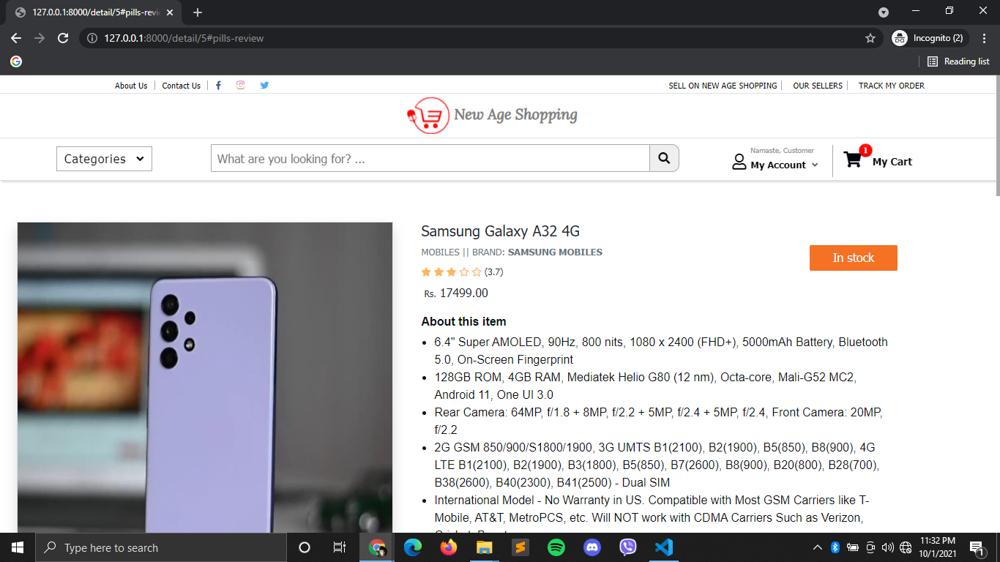 127.0.0.1:8000/detail/5#pills-revi
127.0.0.1:8000/detail/5#pills-review
Incognito (2)
Reading list
About Us
Contact Us
SELL ON NEW AGE SHOPPING
OUR SELLERS
TRACK MY ORDER
New Age Shopping
Categories
What are you looking for? ...
Namaste, Customer
My Account
1
My Cart
Samsung Galaxy A32 4G
MOBILES || BRAND: SAMSUNG MOBILES
In stock
(3.7)
Rs. 17499.00
About this item
6.4" Super AMOLED, 90Hz, 800 nits, 1080 x 2400 (FHD+), 5000mAh Battery, Bluetooth
5.0, On-Screen Fingerprint
128GB ROM, 4GB RAM, Mediatek Helio G80 (12 nm), Octa-core, Mali-G52 MC2,
Android 11, One UI 3.0
Rear Camera: 64MP, f/1.8 + 8MP, f/2.2 + 5MP, f/2.4 + 5MP, f/2.4, Front Camera: 20MP,
f/2.2
2G GSM 850/900/S1800/1900, 3G UMTS B1(2100), B2(1900), B5(850), B8(900), 4G
LTE B1(2100), B2(1900), B3(1800), B5(850), B7(2600), B8(900), B20(800), B28(700),
B38(2600), B40(2300), B41(2500) - Dual SIM
International Model - No Warranty in US. Compatible with Most GSM Carriers like T-
Mobile, AT&T, MetroPCS, etc. Will NOT work with CDMA Carriers Such as Verizon,
Type here to search
11:32 PM
10/1/2021
1